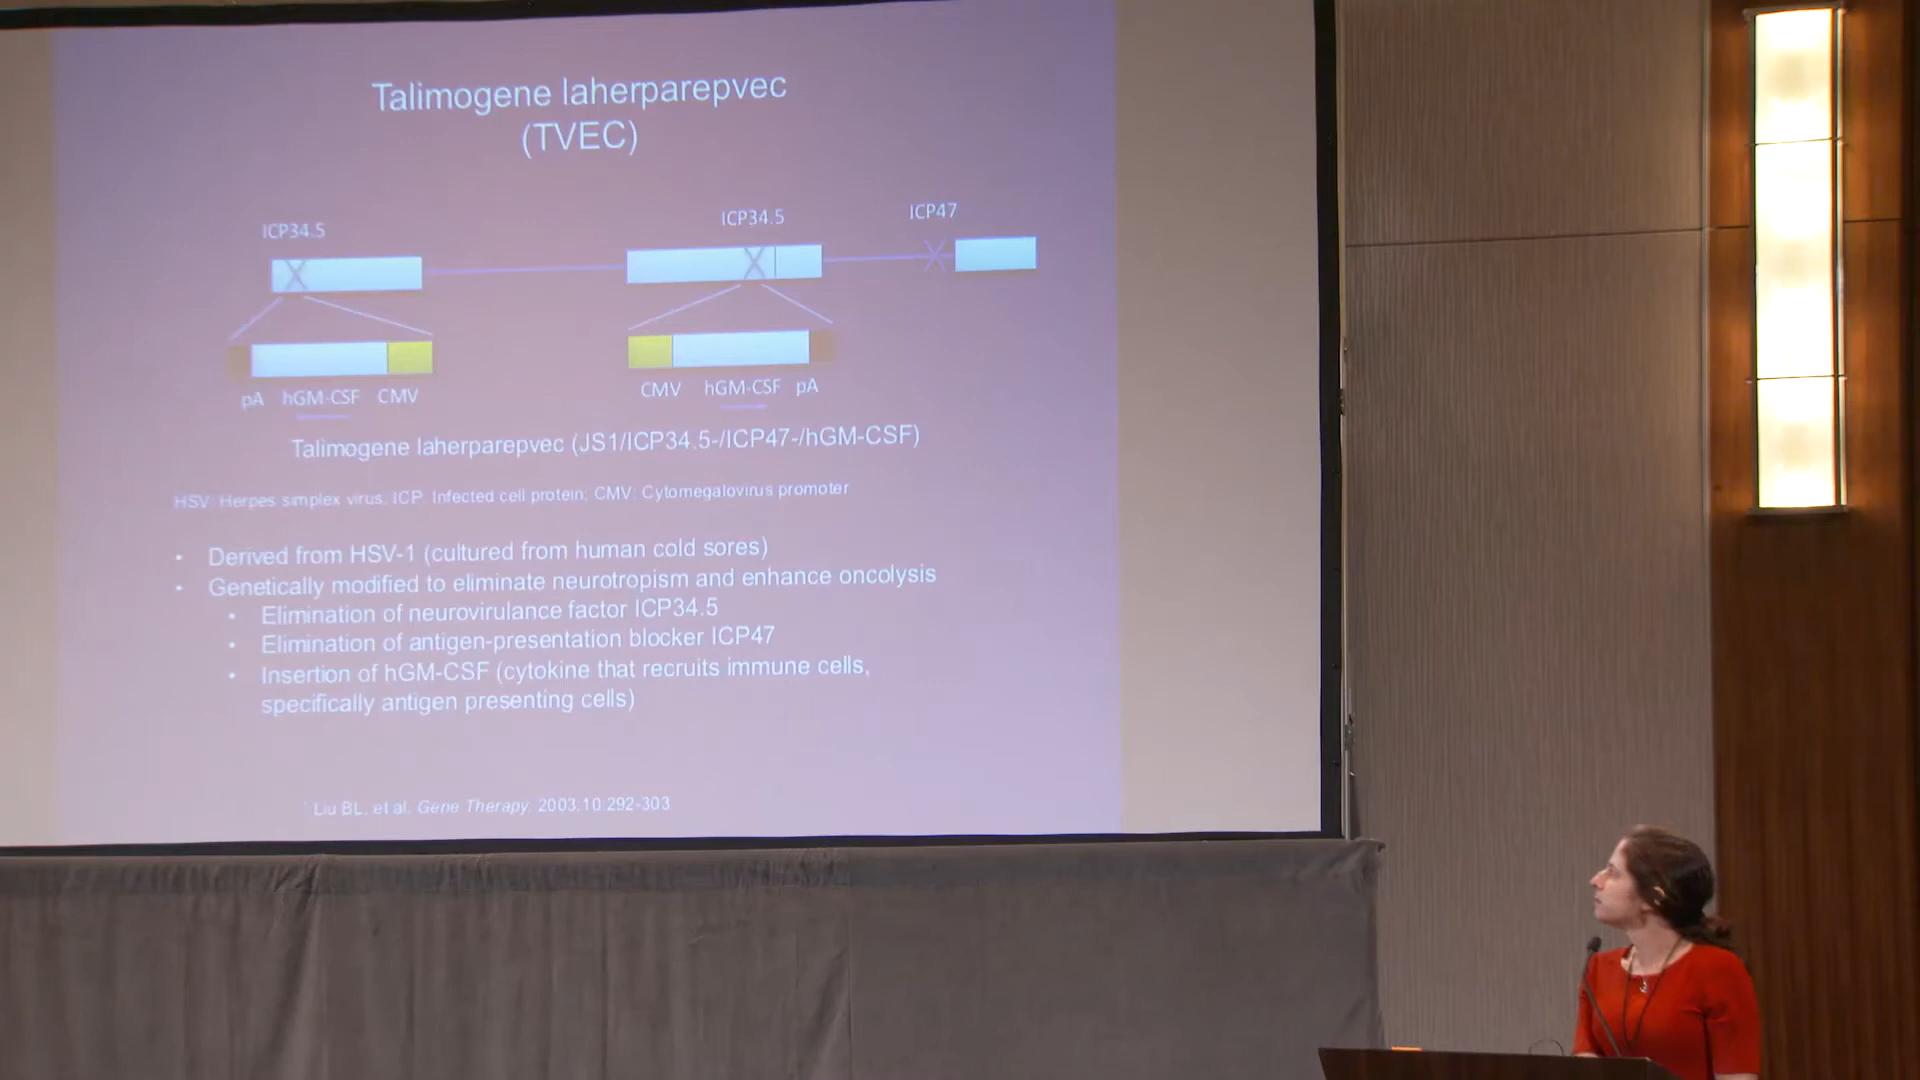 Talimogene laherparepvec
(TVEC)
ICP34.5
ICP34.5
ICP47
pA hGM-CSF CMV
CMV hGM-CSF pA
Talimogene laherparepvec (JS1/ICP34.5-/ICP47-/hGM-CSF)
HSV: Herpes simplex virus; ICP: Infected cell protein; CMV: Cytomegalovirus promoter
• Derived from HSV-1 (cultured from human cold sores)
• Genetically modified to eliminate neurotropism and enhance oncolysis
• Elimination of neurovirulance factor ICP34.5
• Elimination of antigen-presentation blocker ICP47
• Insertion of hGM-CSF (cytokine that recruits immune cells,
specifically antigen presenting cells)
Liu BL, et al. Gene Therapy. 2003.10:292-303